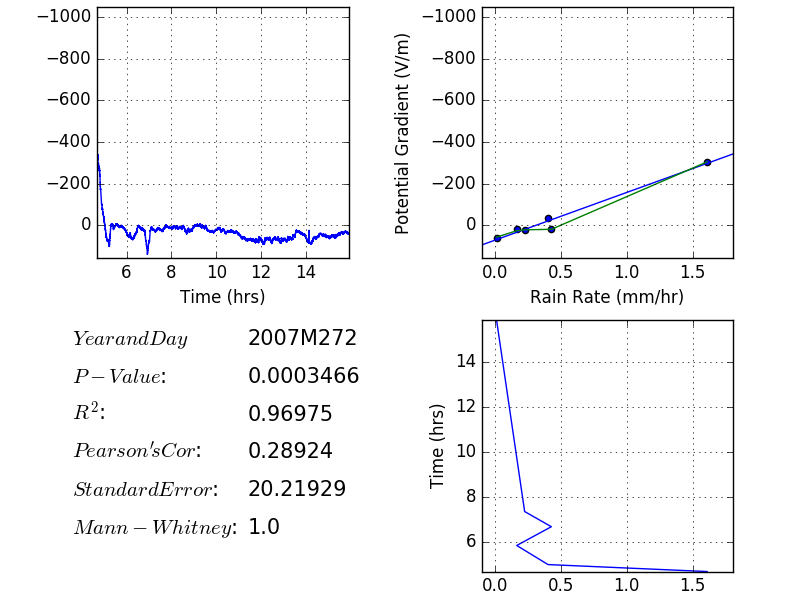 −1000
−800
−600
−400
−200
0
6 8 10 12 14
Time (hrs)
Potential Gradient (V/m)
−1000
−800
−600
−400
−200
0
0.0 0.5 1.0 1.5
Rain Rate (mm/hr)
YearandDay 2007M272
P−Value: 0.0003466
R²: 0.96975
Pearson'sCor: 0.28924
StandardError: 20.21929
Mann−Whitney: 1.0
Time (hrs)
14
12
10
8
6
0.0 0.5 1.0 1.5